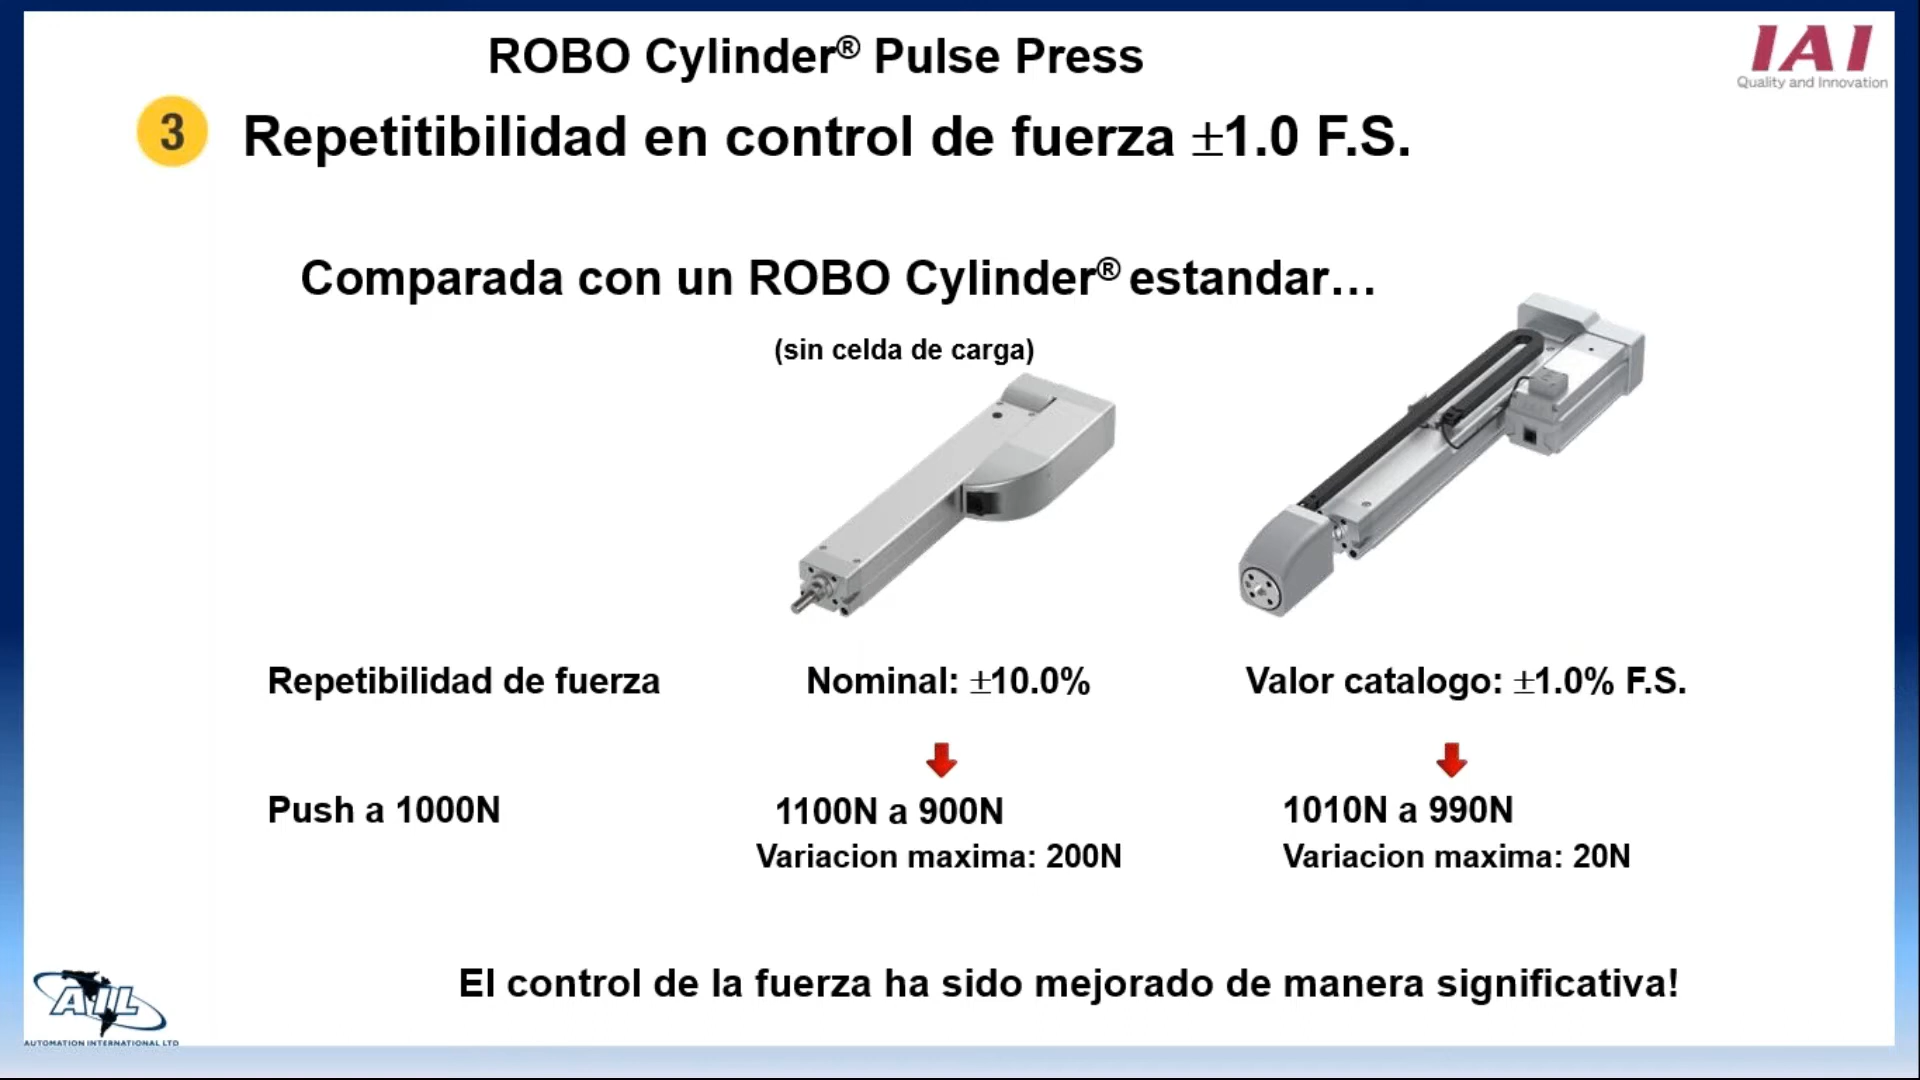 ROBO Cylinder® Pulse Press
IAI
Quality and Innovation
3
Repetitibilidad en control de fuerza ±1.0 F.S.
Comparada con un ROBO Cylinder® estandar...
(sin celda de carga)
Repetibilidad de fuerza
Nominal: ±10.0%
Valor catalogo: ±1.0% F.S.
Push a 1000N
1100N a 900N
1010N a 990N
Variacion maxima: 200N
Variacion maxima: 20N
El control de la fuerza ha sido mejorado de manera significativa!
AIL
AUTOMATION INTERNATIONAL LTD